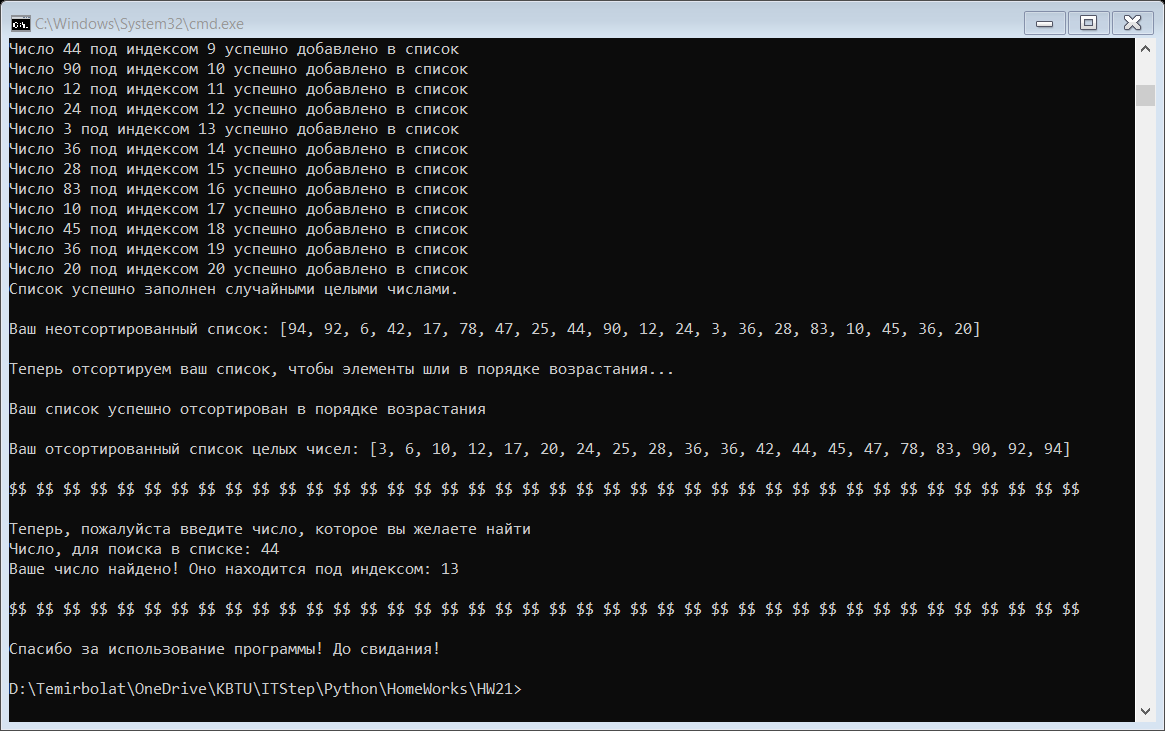 C:\Windows\System32\cmd.exe
Число 44 под индексом 9 успешно добавлено в список
Число 90 под индексом 10 успешно добавлено в список
Число 12 под индексом 11 успешно добавлено в список
Число 24 под индексом 12 успешно добавлено в список
Число 3 под индексом 13 успешно добавлено в список
Число 36 под индексом 14 успешно добавлено в список
Число 28 под индексом 15 успешно добавлено в список
Число 83 под индексом 16 успешно добавлено в список
Число 10 под индексом 17 успешно добавлено в список
Число 45 под индексом 18 успешно добавлено в список
Число 36 под индексом 19 успешно добавлено в список
Число 20 под индексом 20 успешно добавлено в список
Список успешно заполнен случайными целыми числами.
Ваш неотсортированный список: [94, 92, 6, 42, 17, 78, 47, 25, 44, 90, 12, 24, 3, 36, 28, 83, 10, 45, 36, 20]
Теперь отсортируем ваш список, чтобы элементы шли в порядке возрастания...
Ваш список успешно отсортирован в порядке возрастания
Ваш отсортированный список целых чисел: [3, 6, 10, 12, 17, 20, 24, 25, 28, 36, 36, 42, 44, 45, 47, 78, 83, 90, 92, 94]
$$ $$ $$ $$ $$ $$ $$ $$ $$ $$ $$ $$ $$ $$ $$ $$ $$ $$ $$ $$ $$ $$ $$ $$ $$ $$ $$ $$ $$ $$ $$ $$ $$ $$ $$ $$ $$ $$ $$ $$
Теперь, пожалуйста введите число, которое вы желаете найти
Число, для поиска в списке: 44
Ваше число найдено! Оно находится под индексом: 13
$$ $$ $$ $$ $$ $$ $$ $$ $$ $$ $$ $$ $$ $$ $$ $$ $$ $$ $$ $$ $$ $$ $$ $$ $$ $$ $$ $$ $$ $$ $$ $$ $$ $$ $$ $$ $$ $$ $$ $$
Спасибо за использование программы! До свидания!
D:\Temirbolat\OneDrive\KBTU\ITStep\Python\HomeWorks\HW21>